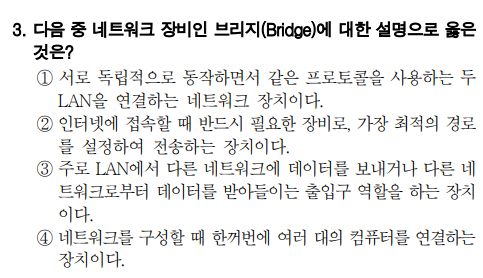 3. 다음 중 네트워크 장비인 브리지(Bridge)에 대한 설명으로 옳은
것은?
① 서로 독립적으로 동작하면서 같은 프로토콜을 사용하는 두
LAN을 연결하는 네트워크 장치이다.
② 인터넷에 접속할 때 반드시 필요한 장비로, 가장 최적의 경로
를 설정하여 전송하는 장치이다.
③ 주로 LAN에서 다른 네트워크에 데이터를 보내거나 다른 네
트워크로부터 데이터를 받아들이는 출입구 역할을 하는 장치
이다.
④ 네트워크를 구성할 때 한꺼번에 여러 대의 컴퓨터를 연결하는
장치이다.